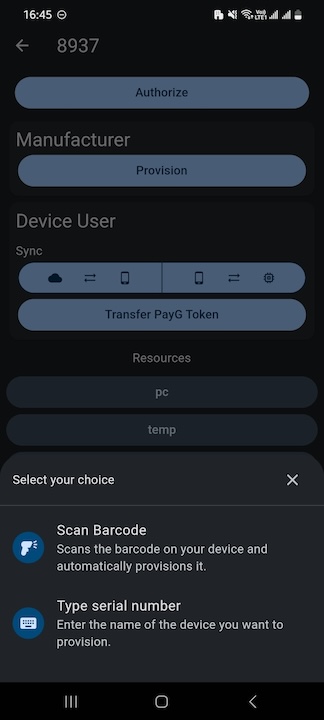 16:45
Vo)) LTE1
8937
Authorize
Manufacturer
Provision
Device User
Sync
Transfer PayG Token
Resources
pc
temp
Select your choice
Scan Barcode
Scans the barcode on your device and
automatically provisions it.
Type serial number
Enter the name of the device you want to
provision.